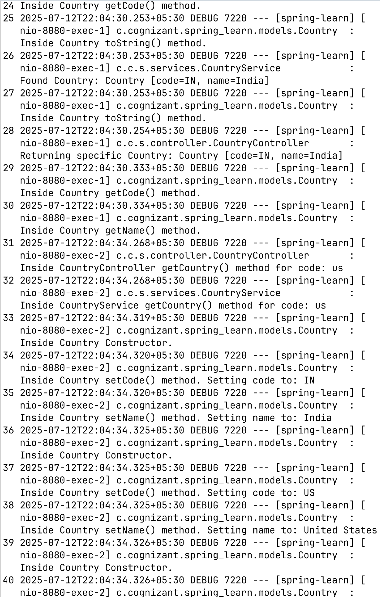 24 Inside Country getCode() method.
25 2025-07-12T22:04:30.253+05:30 DEBUG 7220 --- [spring-learn] [
nio-8080-exec-1] c.cognizant.spring_learn.models.Country :
Inside Country toString() method.
26 2025-07-12T22:04:30.253+05:30 DEBUG 7220 --- [spring-learn] [
nio-8080-exec-1] c.c.s.services.CountryService :
Found Country: Country [code=IN, name=India]
27 2025-07-12T22:04:30.253+05:30 DEBUG 7220 --- [spring-learn] [
nio-8080-exec-1] c.cognizant.spring_learn.models.Country :
Inside Country toString() method.
28 2025-07-12T22:04:30.254+05:30 DEBUG 7220 --- [spring-learn] [
nio-8080-exec-1] c.c.s.controller.CountryController :
Returning specific Country: Country [code=IN, name=India]
29 2025-07-12T22:04:30.333+05:30 DEBUG 7220 --- [spring-learn] [
nio-8080-exec-1] c.cognizant.spring_learn.models.Country :
Inside Country getCode() method.
30 2025-07-12T22:04:30.334+05:30 DEBUG 7220 --- [spring-learn] [
nio-8080-exec-1] c.cognizant.spring_learn.models.Country :
Inside Country getName() method.
31 2025-07-12T22:04:34.268+05:30 DEBUG 7220 --- [spring-learn] [
nio-8080-exec-2] c.c.s.controller.CountryController :
Inside CountryController getCountry() method for code: us
32 2025-07-12T22:04:34.268+05:30 DEBUG 7220 --- [spring-learn] [
nio-8080-exec-2] c.c.s.services.CountryService :
Inside CountryService getCountry() method for code: us
33 2025-07-12T22:04:34.319+05:30 DEBUG 7220 --- [spring-learn] [
nio-8080-exec-2] c.cognizant.spring_learn.models.Country :
Inside Country Constructor.
34 2025-07-12T22:04:34.320+05:30 DEBUG 7220 --- [spring-learn] [
nio-8080-exec-2] c.cognizant.spring_learn.models.Country :
Inside Country setCode() method. Setting code to: IN
35 2025-07-12T22:04:34.320+05:30 DEBUG 7220 --- [spring-learn] [
nio-8080-exec-2] c.cognizant.spring_learn.models.Country :
Inside Country setName() method. Setting name to: India
36 2025-07-12T22:04:34.325+05:30 DEBUG 7220 --- [spring-learn] [
nio-8080-exec-2] c.cognizant.spring_learn.models.Country :
Inside Country Constructor.
37 2025-07-12T22:04:34.325+05:30 DEBUG 7220 --- [spring-learn] [
nio-8080-exec-2] c.cognizant.spring_learn.models.Country :
Inside Country setCode() method. Setting code to: US
38 2025-07-12T22:04:34.325+05:30 DEBUG 7220 --- [spring-learn] [
nio-8080-exec-2] c.cognizant.spring_learn.models.Country :
Inside Country setName() method. Setting name to: United States
39 2025-07-12T22:04:34.326+05:30 DEBUG 7220 --- [spring-learn] [
nio-8080-exec-2] c.cognizant.spring_learn.models.Country :
Inside Country Constructor.
40 2025-07-12T22:04:34.326+05:30 DEBUG 7220 --- [spring-learn] [
nio-8080-exec-2] c.cognizant.spring_learn.models.Country :